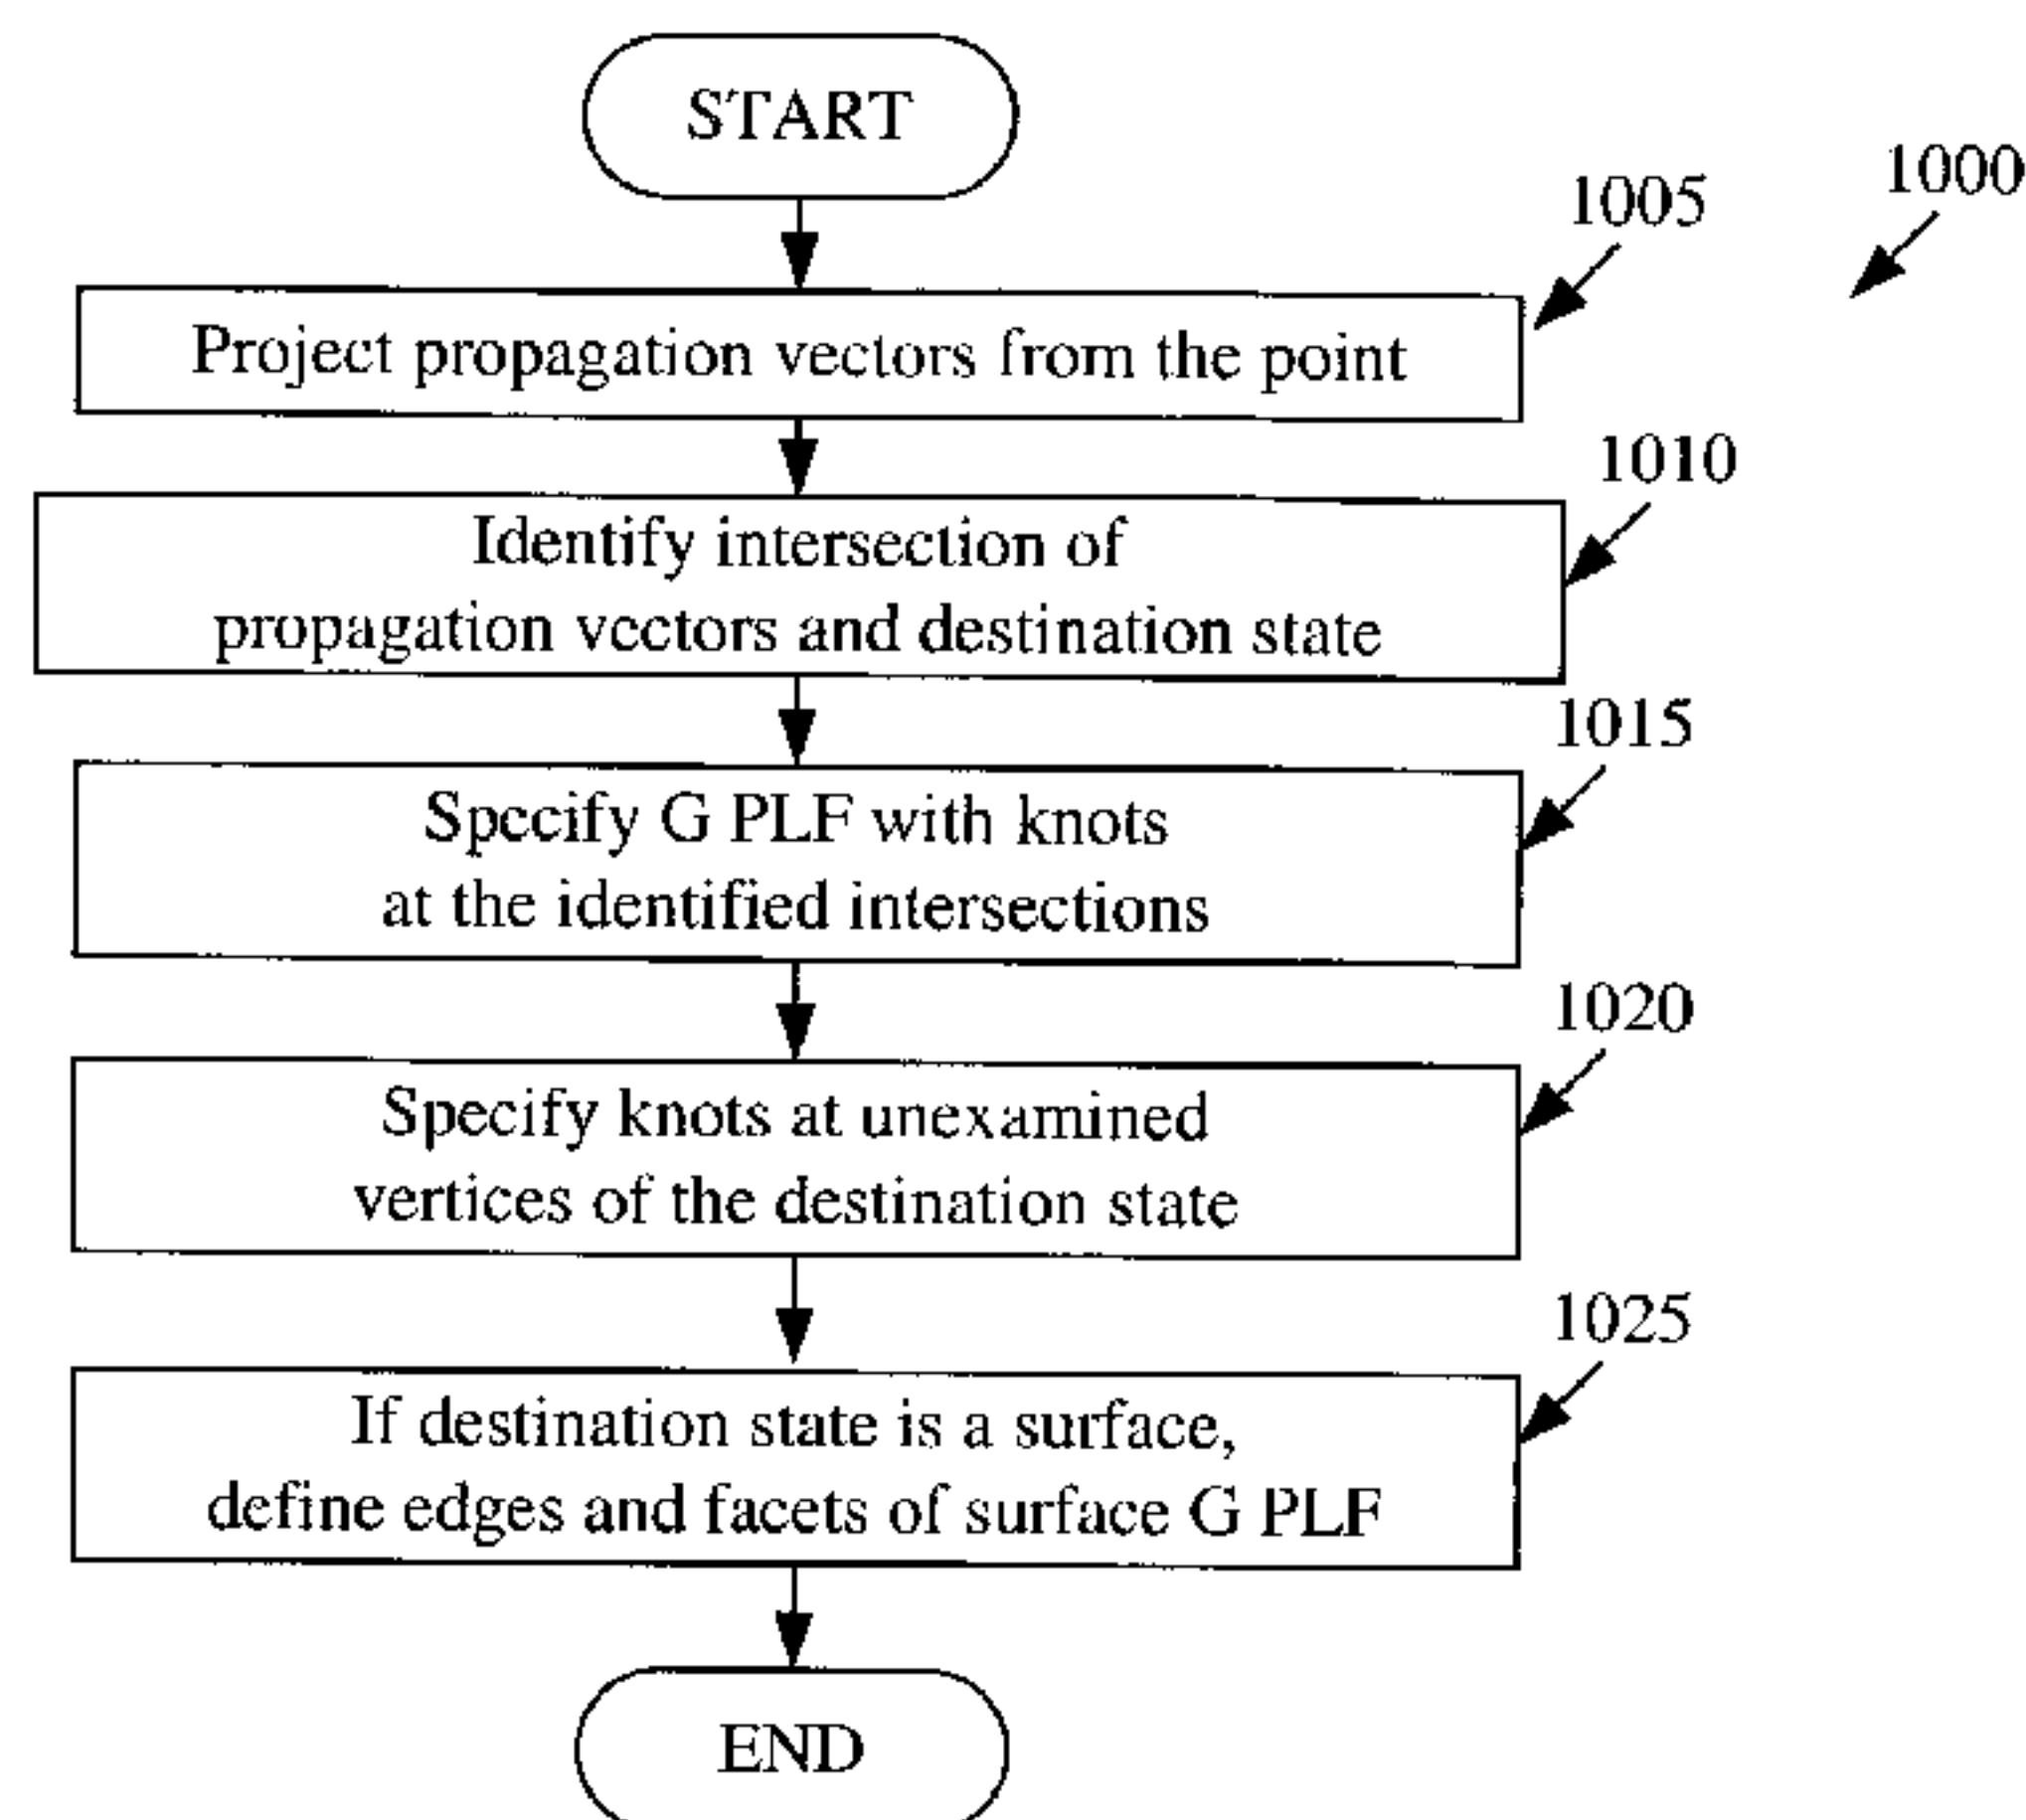 START
1000
1005
Project propagation vectors from the point
1010
Identify intersection of
propagation vectors and destination state
1015
Specify G PLF with knots
at the identified intersections
1020
Specify knots at unexamined
vertices of the destination state
1025
If destination state is a surface,
define edges and facets of surface G PLF
END